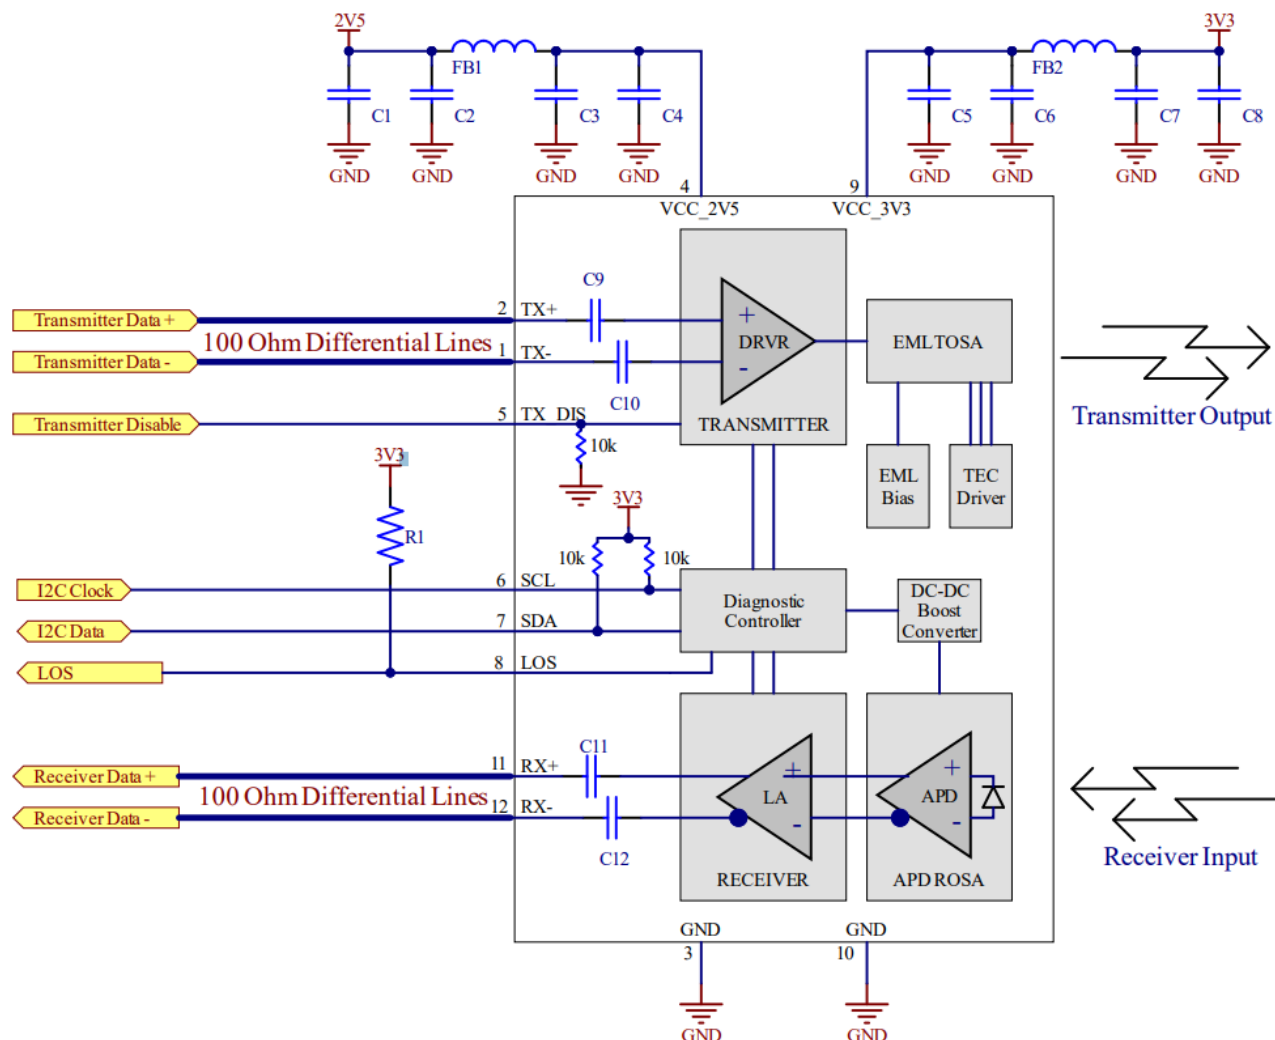 2V5
3V3
FB1
FB2
C1
C2
C3
C4
C5
C6
C7
C8
GND
GND
GND
GND
GND
GND
GND
GND
4
9
VCC_2V5
VCC_3V3
C9
Transmitter Data +
2
TX+
+
100 Ohm Differential Lines
DRVR
EML TOSA
Transmitter Data -
1
TX-
-
C10
Transmitter Disable
5
TX_DIS
TRANSMITTER
Transmitter Output
10k
3V3
EML
Bias
TEC
Driver
3V3
R1
10k
10k
I2C Clock
6
SCL
Diagnostic
Controller
DC-DC
Boost
Converter
I2C Data
7
SDA
LOS
8
LOS
C11
Receiver Data +
11
RX+
+
+
100 Ohm Differential Lines
LA
APD
Receiver Data -
12
RX-
-
-
C12
Receiver Input
RECEIVER
APD ROSA
GND
GND
3
10
GND
GND